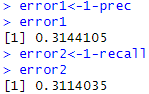 > error1<-1-prec
> error1
[1] 0.3144105
> error2<-1-recall
> error2
[1] 0.3114035